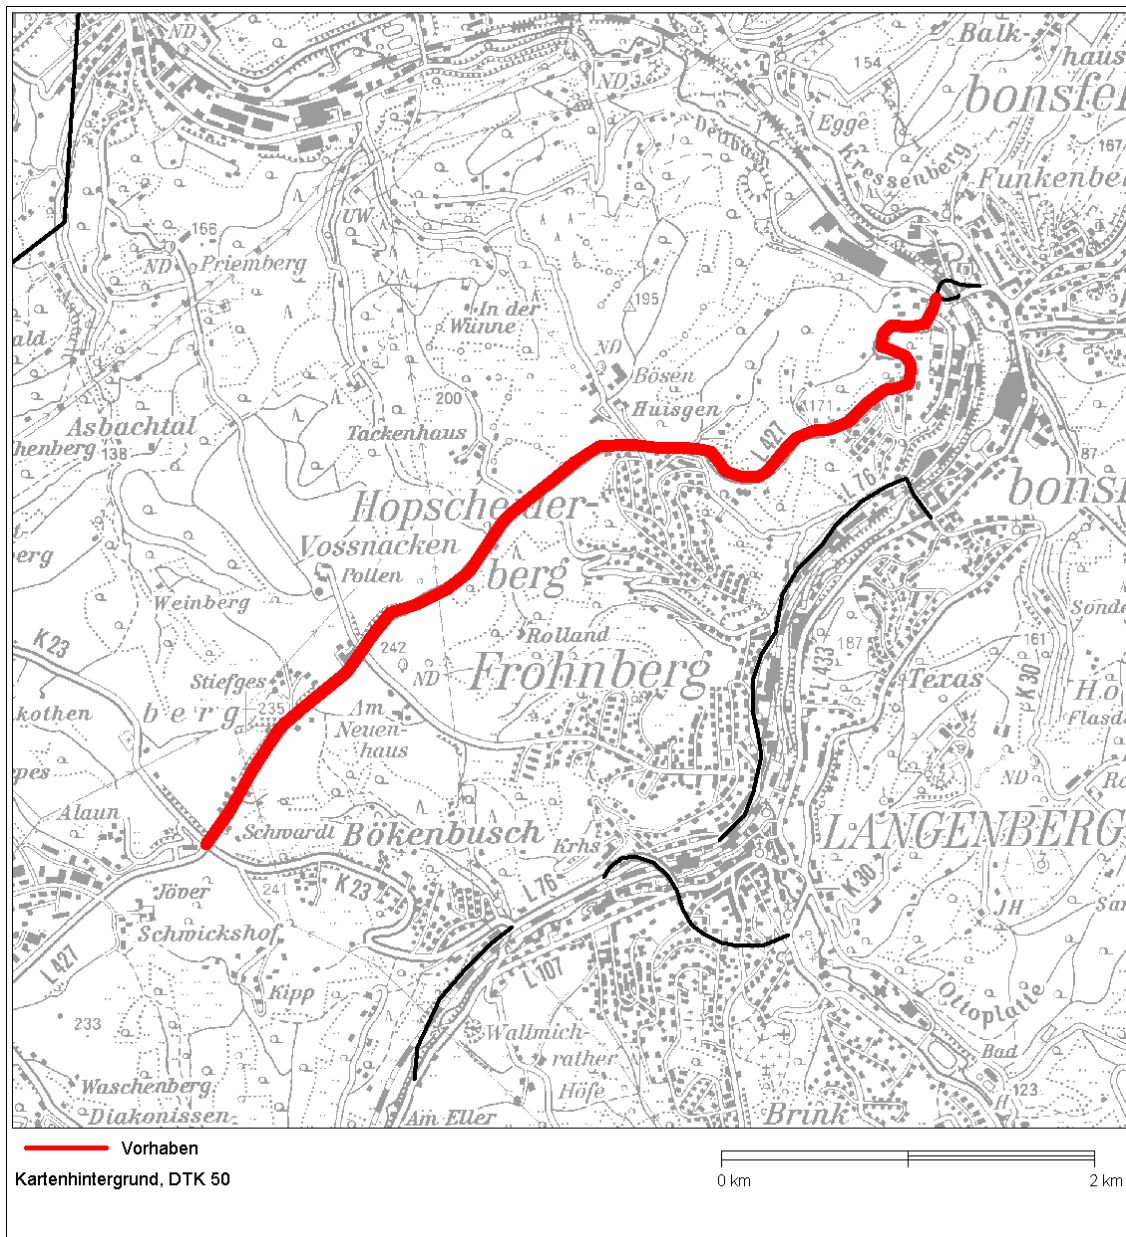 ND
Balk-
154
haus
ND
bonsfe
Deilbach
Egge
Kressenberg
167
Funkenbe
UW
166
ND
Priemberg
195
In der
Wünne
ald
ND
Bösen
200
Huisgen
171
Asbachtal
Tackenhaus
L 427
henberg
138
87
L 76
Hopscheider-
bons
Vossnacken
berg
Pollen
berg
Weinberg
Sonde
Rolland
161
187
K 23
242
ND
Frohnberg
L 433
K 30
Stiefges
Texas
H.o
kothen
berg
235
Am
Neuen-
haus
Flasd
pes
ND
Alaun
Schwardt
Bökenbusch
Krhs
LANGENBERG
241
K 23
L 76
K 30
Jöner
JH
Sar
Schwickshof
L 427
Kipp
L 107
Ottoplatte
233
Wallmich-
rather
Höfe
Bad
Waschenberg
123
Diakonissen
Am Eller
Brink
H
Vorhaben
Kartenhintergrund, DTK 50
0 km
2 km